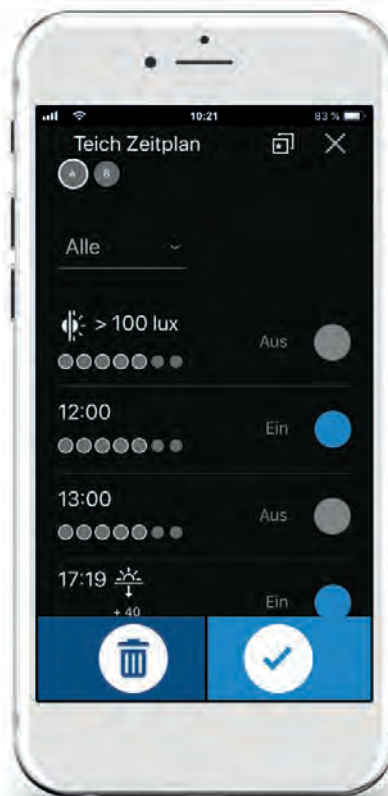 10:21 83 %
Teich Zeitplan
A B
Alle
> 100 lux
Aus
12:00
Ein
13:00
Aus
17:19
+ 40
Ein